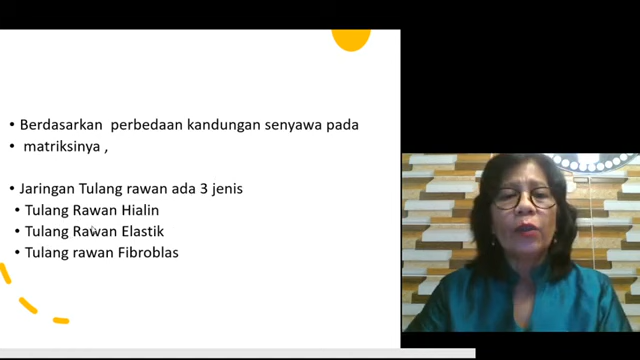 • Berdasarkan perbedaan kandungan senyawa pada
• matriksinya ,
• Jaringan Tulang rawan ada 3 jenis
• Tulang Rawan Hialin
• Tulang Rawan Elastik
• Tulang rawan Fibroblas